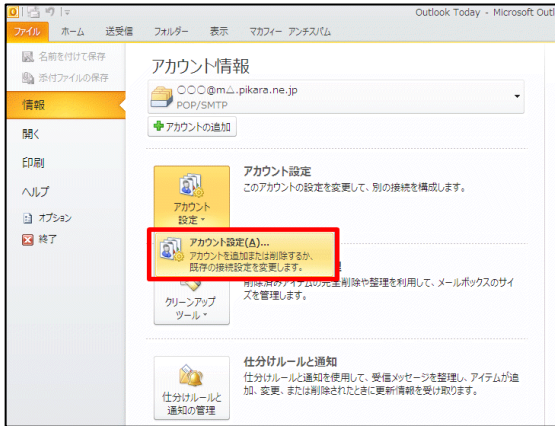 Outlook Today - Microsoft Outl
ファイル ホーム 送受信 フォルダー 表示 マカフィー アンチスパム
名前を付けて保存
添付ファイルの保存
情報
開く
印刷
ヘルプ
オプション
終了
アカウント情報
〇〇〇@m△.pikara.ne.jp
POP/SMTP
アカウントの追加
アカウント
設定
アカウント設定
このアカウントの設定を変更して、別の接続を構成します。
アカウント設定(A)...
アカウントを追加または削除するか、
既存の接続設定を変更します。
クリーンアップ
ツール
削除済みアイテムの完全削除や整理を利用して、メールボックスのサイ
ズを管理します。
仕分けルールと
通知の管理
仕分けルールと通知
仕分けルールと通知を使用して、受信メッセージを整理し、アイテムが追
加、変更、または削除されたときに更新情報を受け取ります。